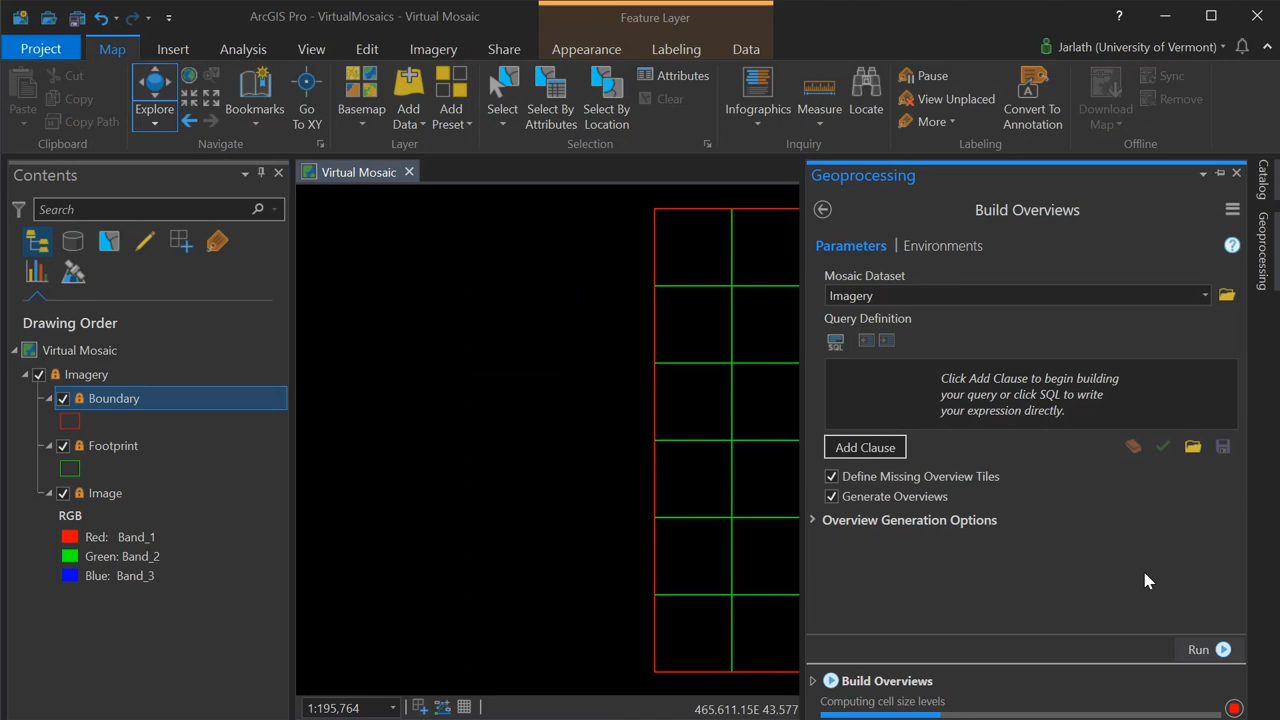 ArcGIS Pro - VirtualMosaics - Virtual Mosaic
Feature Layer
?
Project
Map
Insert
Analysis
View
Edit
Imagery
Share
Appearance
Labeling
Data
Jarlath (University of Vermont)
Paste
Cut
Copy
Copy Path
Clipboard
Explore
Bookmarks
Go
To XY
Navigate
Basemap
Add
Data
Add
Preset
Layer
Select
Select By
Attributes
Select By
Location
Attributes
Clear
Selection
Infographics
Measure
Locate
Inquiry
Pause
View Unplaced
More
Convert To
Annotation
Labeling
Download
Map
Sync
Remove
Offline
Contents
Search
Drawing Order
Virtual Mosaic
Imagery
Boundary
Footprint
Image
RGB
Red: Band_1
Green: Band_2
Blue: Band_3
Virtual Mosaic
1:195,764
465,611.15E 43,577
Geoprocessing
Build Overviews
Parameters | Environments
?
Mosaic Dataset
Imagery
Query Definition
SQL
Click Add Clause to begin building
your query or click SQL to write
your expression directly.
Add Clause
Define Missing Overview Tiles
Generate Overviews
Overview Generation Options
Run
Build Overviews
Computing cell size levels
Catalog
Geoprocessing